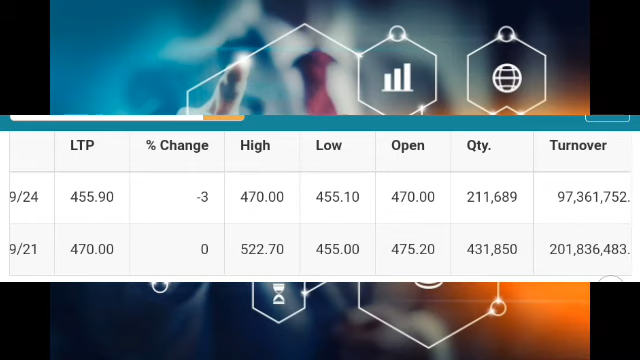 LTP % Change High Low Open Qty. Turnover
9/24 455.90 -3 470.00 455.10 470.00 211,689 97,361,752.
9/21 470.00 0 522.70 455.00 475.20 431,850 201,836,483.